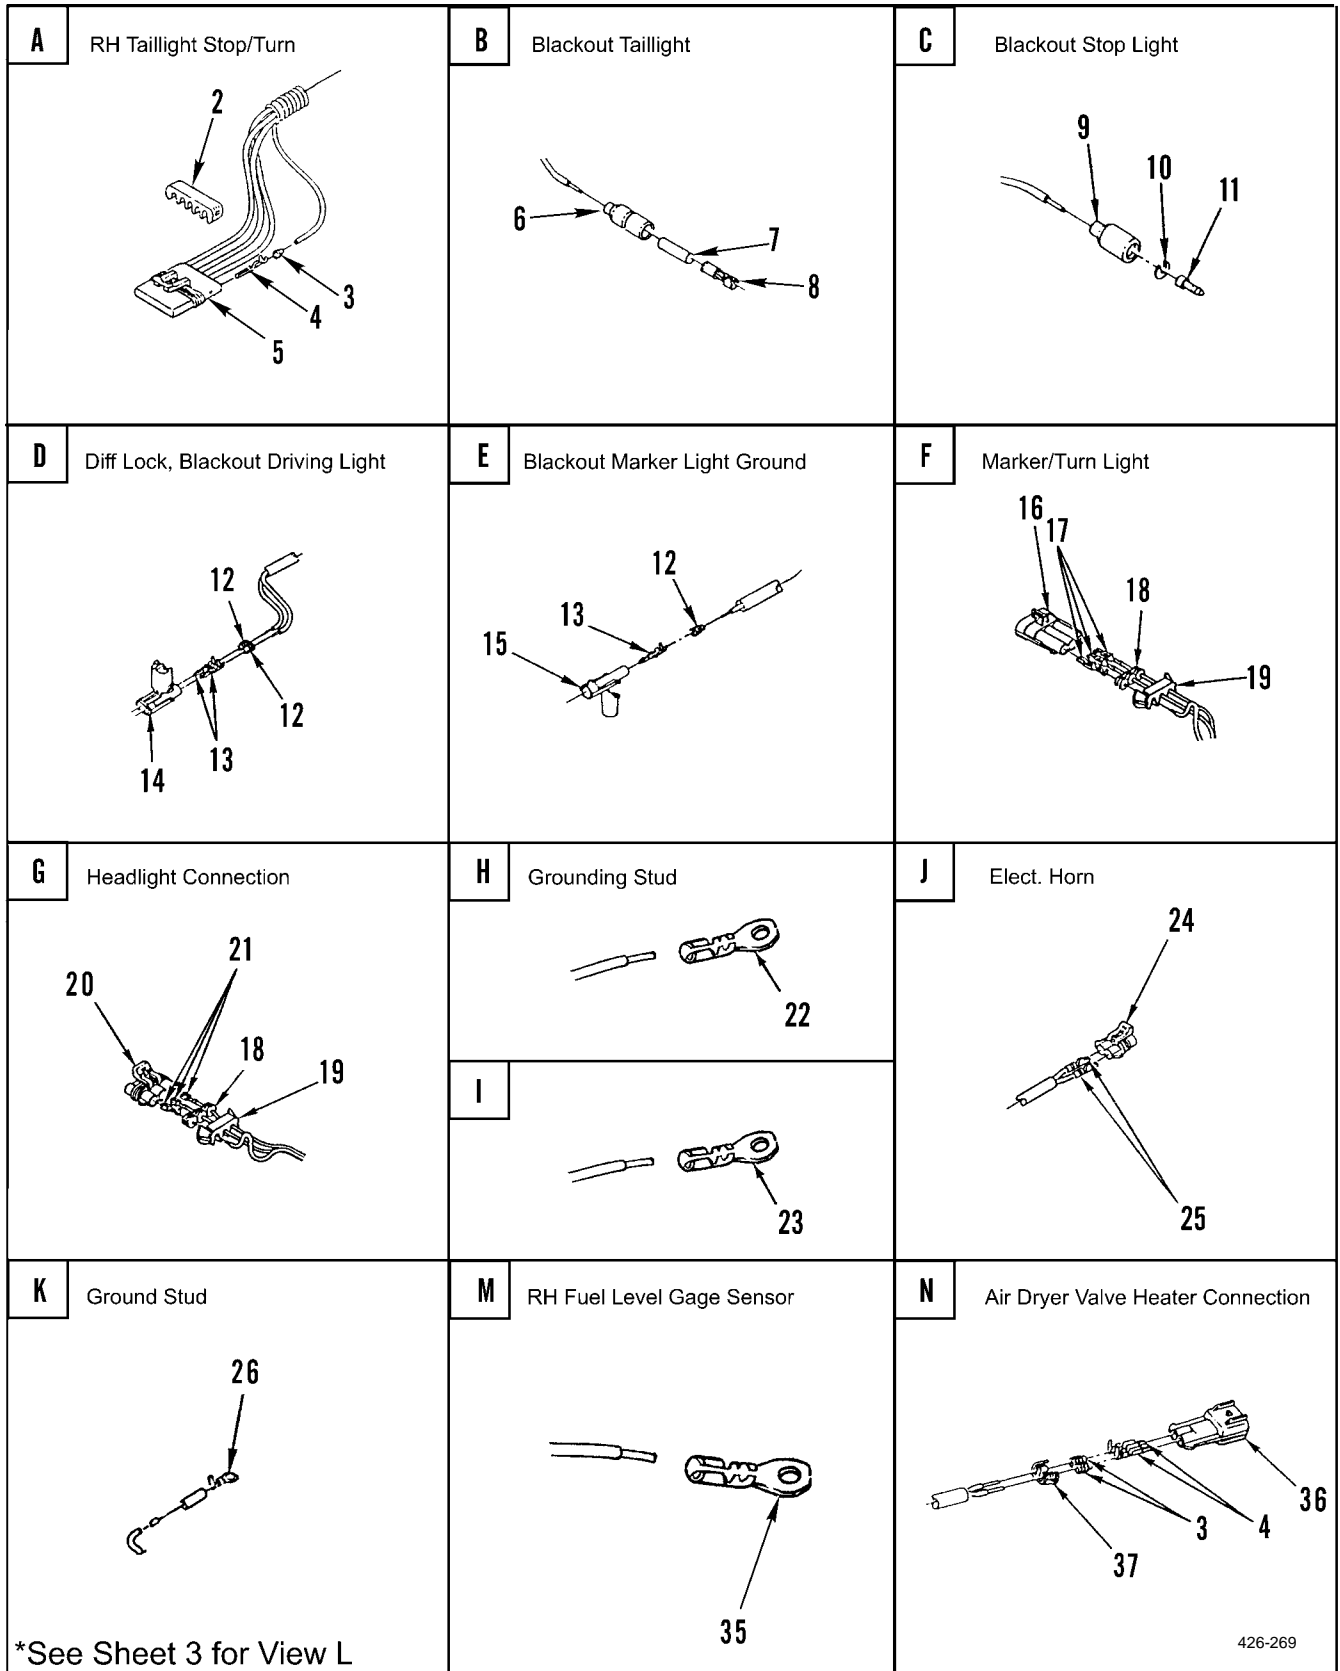 A RH Taillight Stop/Turn
2
3
4
5
B Blackout Taillight
6
7
8
C Blackout Stop Light
9
10
11
D Diff Lock, Blackout Driving Light
12
12
13
14
E Blackout Marker Light Ground
12
13
15
F Marker/Turn Light
16
17
18
19
G Headlight Connection
21
20
18
19
H Grounding Stud
22
I
23
J Elect. Horn
24
25
K Ground Stud
26
*See Sheet 3 for View L
M RH Fuel Level Gage Sensor
35
N Air Dryer Valve Heater Connection
36
3
4
37
426-269